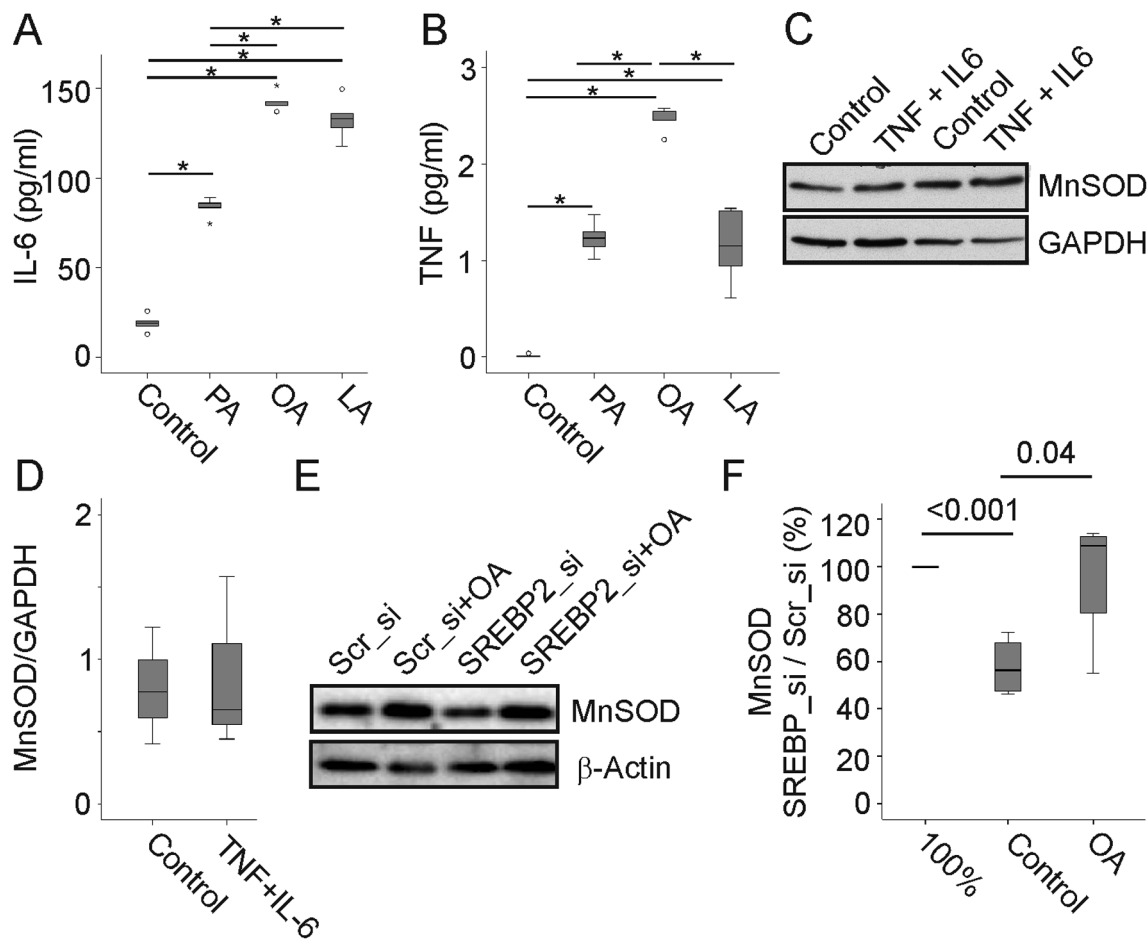 A
IL-6 (pg/ml)
150
100
50
0
*
*
*
*
*
*
Control
PA
OA
LA
B
TNF (pg/ml)
3
2
1
0
*
*
*
*
*
Control
PA
OA
LA
C
Control
TNF + IL6
Control
TNF + IL6
MnSOD
GAPDH
D
MnSOD/GAPDH
2
1
0
Control
TNF+IL-6
E
Scr_si
Scr_si+OA
SREBP2_si
SREBP2_si+OA
MnSOD
β-Actin
F
MnSOD
SREBP_si / Scr_si (%)
120
100
80
60
40
20
0
<0.001
0.04
100%
Control
OA